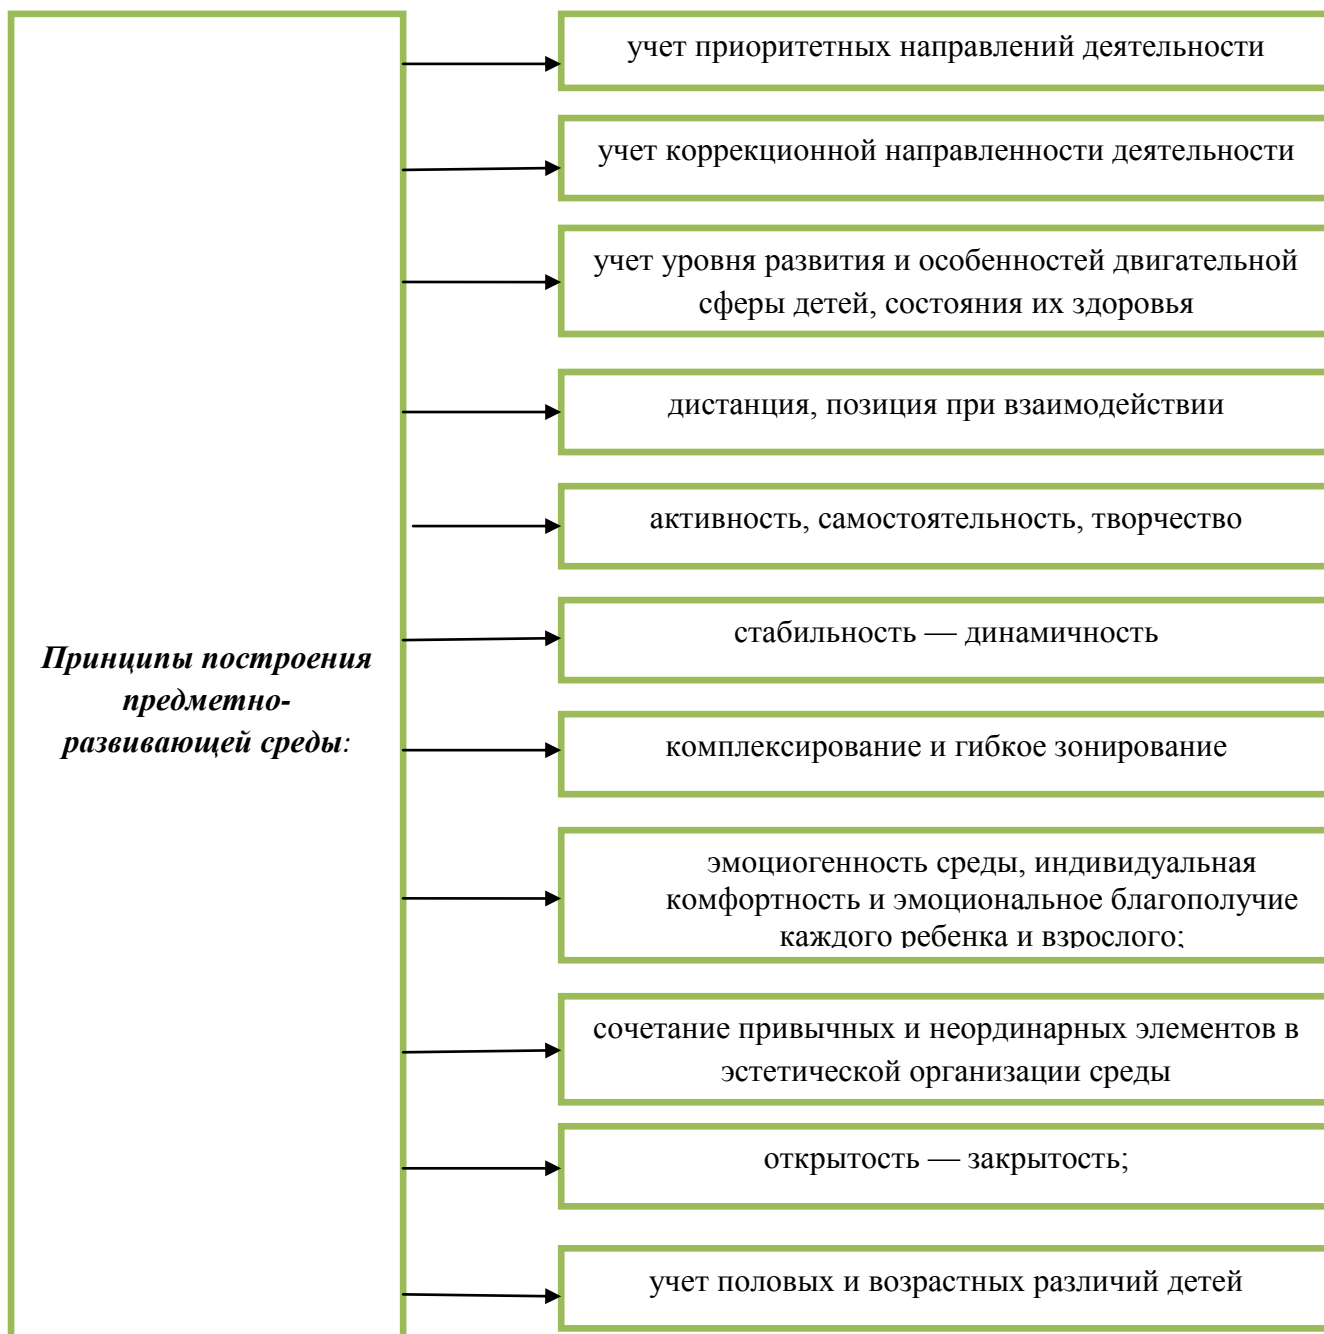 Принципы построения
предметно-
развивающей среды:
учет приоритетных направлений деятельности
учет коррекционной направленности деятельности
учет уровня развития и особенностей двигательной
сферы детей, состояния их здоровья
дистанция, позиция при взаимодействии
активность, самостоятельность, творчество
стабильность — динамичность
комплексирование и гибкое зонирование
эмоциогенность среды, индивидуальная
комфортность и эмоциональное благополучие
каждого ребенка и взрослого;
сочетание привычных и неординарных элементов в
эстетической организации среды
открытость — закрытость;
учет половых и возрастных различий детей